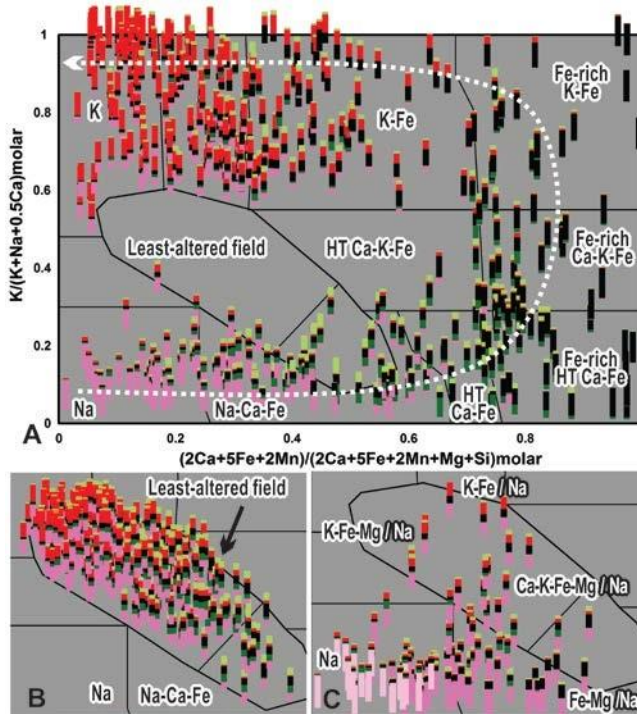 1
0.8
0.6
0.4
0.2
0
K/(K+Na+0.5Ca)molar
K
K-Fe
Fe-rich
K-Fe
Least-altered field
HT Ca-K-Fe
Fe-rich
Ca-K-Fe
Fe-rich
HT Ca-Fe
Na
Na-Ca-Fe
HT
Ca-Fe
A
0
0.2
0.4
0.6
0.8
(2Ca+5Fe+2Mn)/(2Ca+5Fe+2Mn+Mg+Si)molar
Least-altered field
Na
Na-Ca-Fe
B
K-Fe / Na
K-Fe-Mg / Na
Ca-K-Fe-Mg / Na
Na
Fe-Mg / Na
C